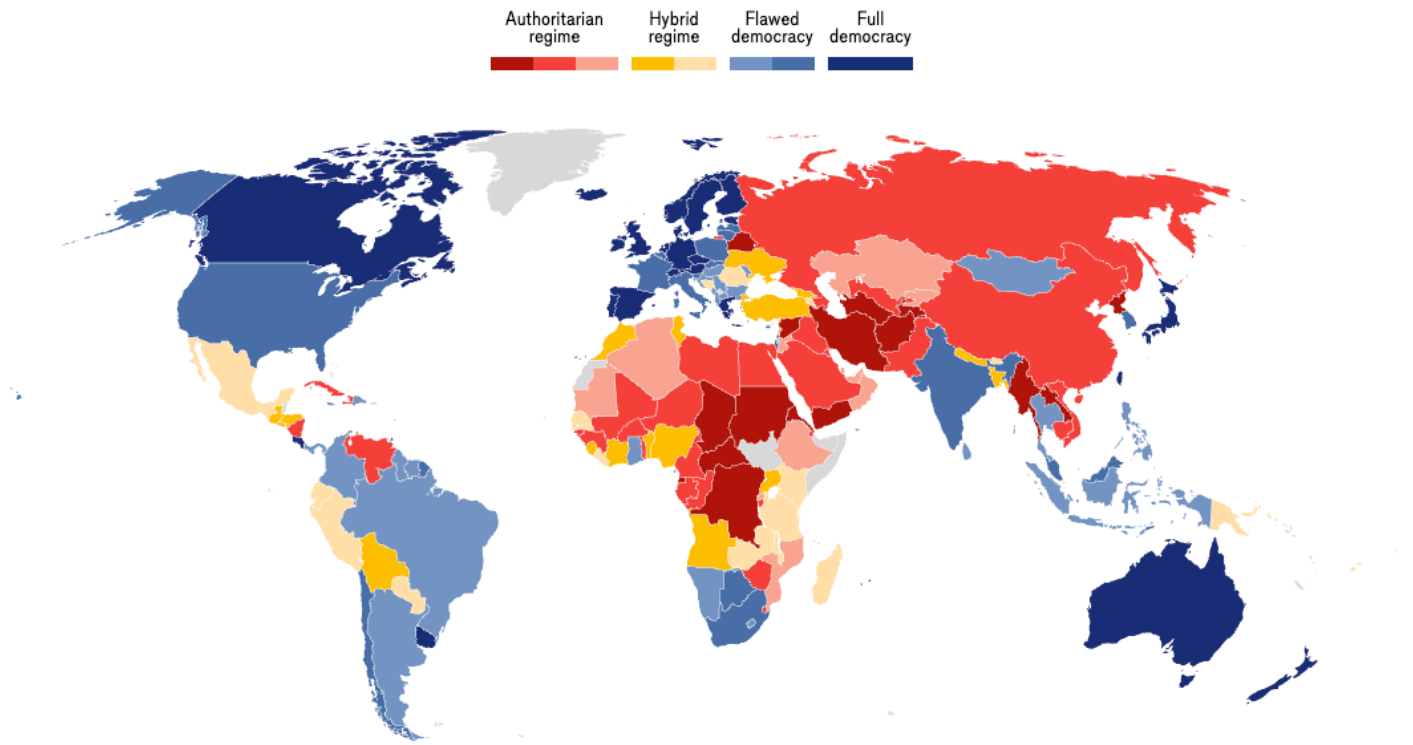 Authoritarian
regime
Hybrid
regime
Flawed
democracy
Full
democracy